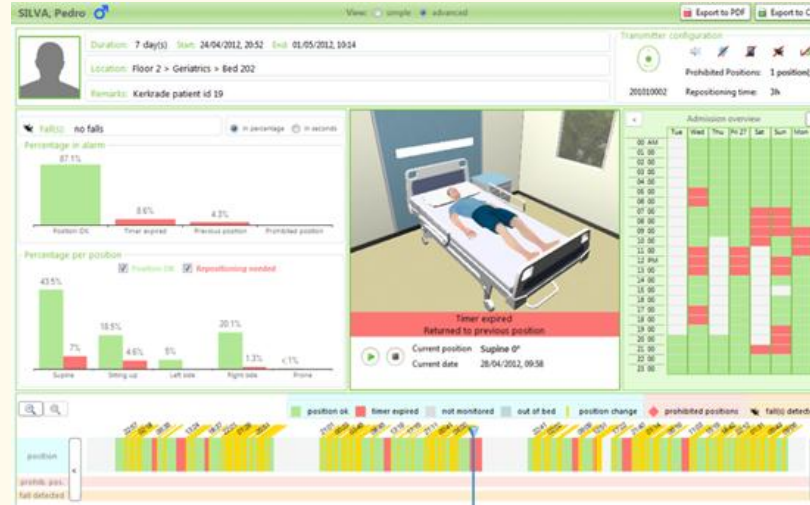 SILVA, Pedro
View: simple advanced
Export to PDF
Export to
Duration: 7 day(s) Start: 24/04/2012, 20:52 End: 01/05/2012, 10:14
Location: Floor 2 > Geriatrics > Bed 202
Remarks: Kerkrade patient id 19
Transmitter configuration
201010002
Prohibited Positions: 1 position(
Repositioning time: 3h
Fall(s): no falls
in percentage in seconds
Percentage in alarm
87.1%
8.6%
4.3%
Position OK Timer expired Previous position Prohibited position
Percentage per position
Position OK Repositioning needed
43.5%
7%
18.5%
4.6%
6%
20.1%
1.3%
<1%
Supine Sitting up Left side Right side Prone
Timer expired
Returned to previous position
Current position Supine 0°
Current date 28/04/2012, 09:58
Admission overview
Tue Wed Thu Fri 27 Sat Sun Mon
00 AM
01 00
02 00
03 00
04 00
05 00
06 00
07 00
08 00
09 00
10 00
11 00
12 PM
13 00
14 00
15 00
16 00
17 00
18 00
19 00
20 00
21 00
22 00
23 00
position ok timer expired not monitored out of bed position change prohibited positions fall(s) detec
position
prohib. pos.
fall detected